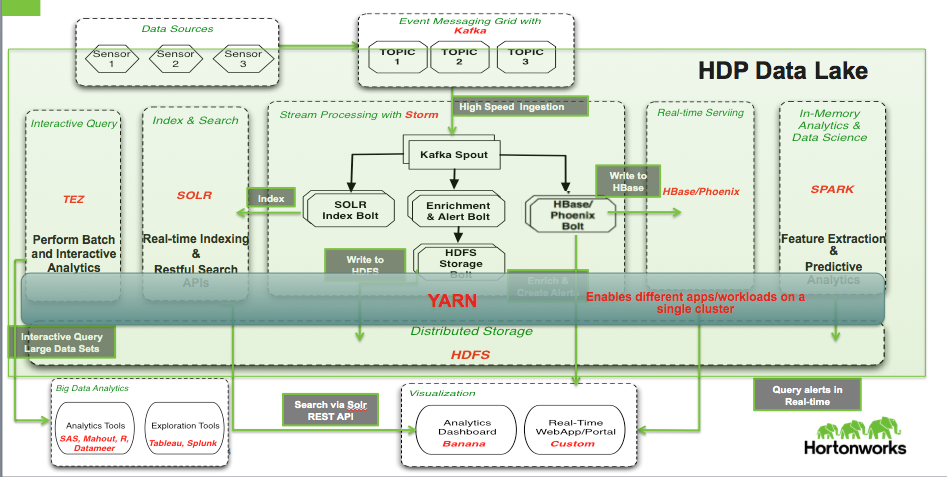 Data Sources
Sensor
1
Sensor
2
Sensor
3
Event Messaging Grid with
Kafka
TOPIC
1
TOPIC
2
TOPIC
3
HDP Data Lake
High Speed Ingestion
Interactive Query
TEZ
Perform Batch
and Interactive
Analytics
Index & Search
SOLR
Real-time Indexing
&
Restful Search
APIs
Stream Processing with Storm
Kafka Spout
SOLR
Index Bolt
Enrichment
& Alert Bolt
HBase/
Phoenix
Bolt
HDFS
Storage
Bolt
Index
Write to
HDFS
Enrich &
Create Alert
Write to
HBase
Real-time Serviing
HBase/Phoenix
In-Memory
Analytics &
Data Science
SPARK
Feature Extraction
&
Predictive
Analytics
YARN
Enables different apps/workloads on a
single cluster
Distributed Storage
HDFS
Interactive Query
Large Data Sets
Big Data Analytics
Analytics Tools
SAS, Mahout, R,
Datameer
Exploration Tools
Tableau, Splunk
Search via Solr
REST API
Visualization
Analytics
Dashboard
Banana
Real-Time
WebApp/Portal
Custom
Query alerts in
Real-time
Hortonworks